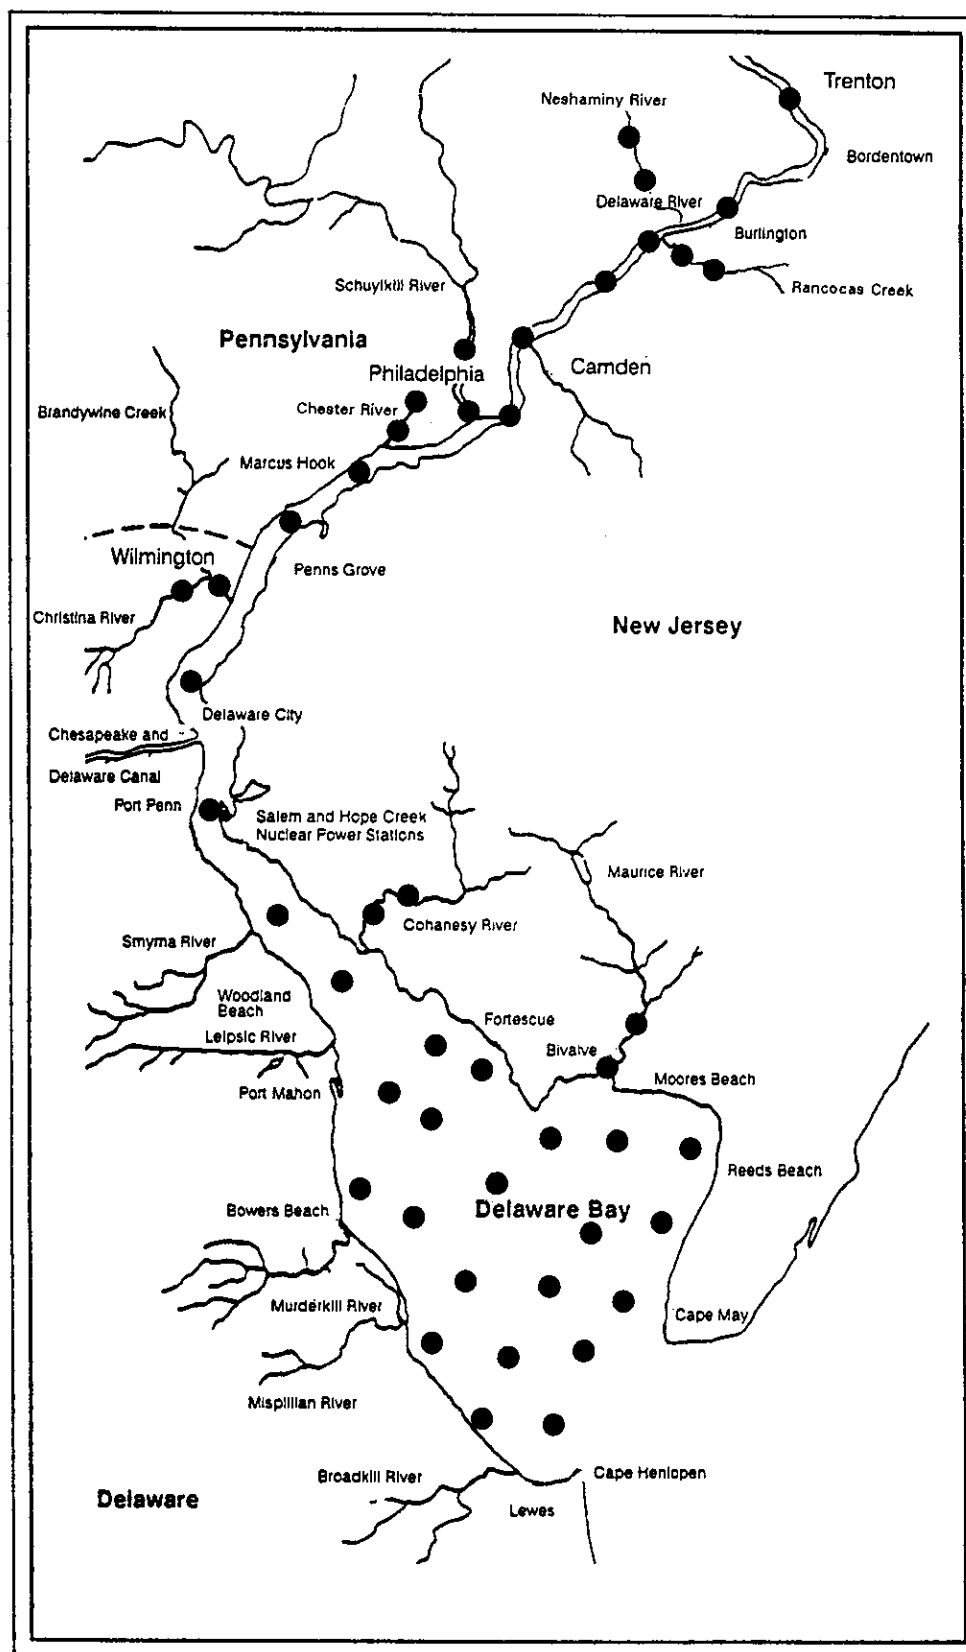 Trenton
Neshaminy River
Bordentown
Delaware River
Burlington
Schuylkill River
Rancocas Creek
Pennsylvania
Camden
Philadelphia
Brandywine Creek
Chester River
Marcus Hook
Wilmington
Penns Grove
Christina River
New Jersey
Delaware City
Chesapeake and
Delaware Canal
Port Penn
Salem and Hope Creek
Nuclear Power Stations
Maurice River
Cohanesy River
Smyrna River
Woodland
Beach
Fortescue
Leipsic River
Bivalve
Moores Beach
Port Mahon
Reeds Beach
Bowers Beach
Delaware Bay
Murderkill River
Cape May
Mispillian River
Broadkill River
Cape Henlopen
Delaware
Lewes